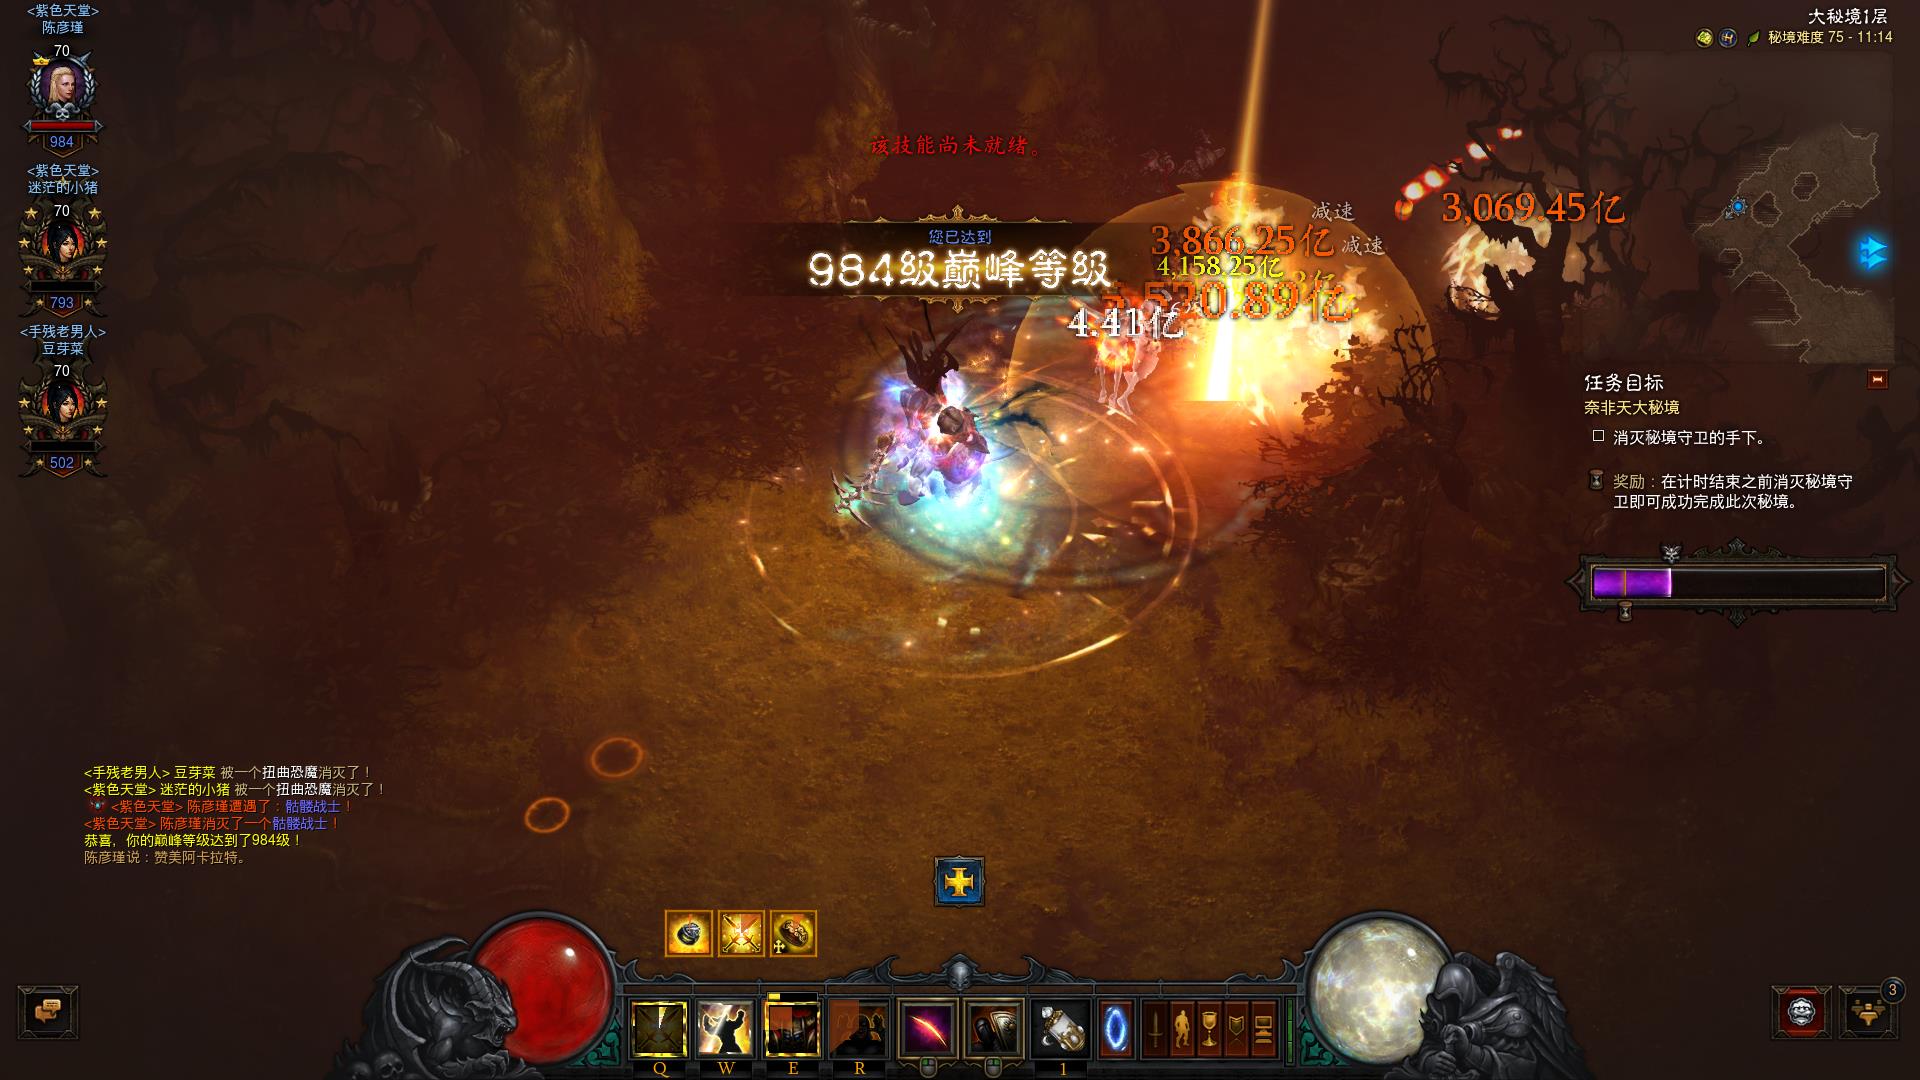 <紫色天堂>
陈彦瑾
70
984
<紫色天堂>
迷茫的小猪
70
793
<手残老男人>
豆芽菜
70
502
大秘境1层
秘境难度 75 - 11:14
该技能尚未就绪。
您已达到
984级巅峰等级
减速
3,069.45亿
3,866.25亿
减速
4,158.25亿
4.41亿
任务目标
奈非天大秘境
消灭秘境守卫的手下。
奖励：在计时结束之前消灭秘境守
卫即可成功完成此次秘境。
<手残老男人> 豆芽菜 被一个扭曲恐魔消灭了！
<紫色天堂> 迷茫的小猪 被一个扭曲恐魔消灭了！
<紫色天堂> 陈彦瑾遭遇了：骷髅战士！
<紫色天堂> 陈彦瑾消灭了一个骷髅战士！
恭喜，你的巅峰等级达到了984级！
陈彦瑾说：赞美阿卡拉特。
Q
W
E
R
1
3